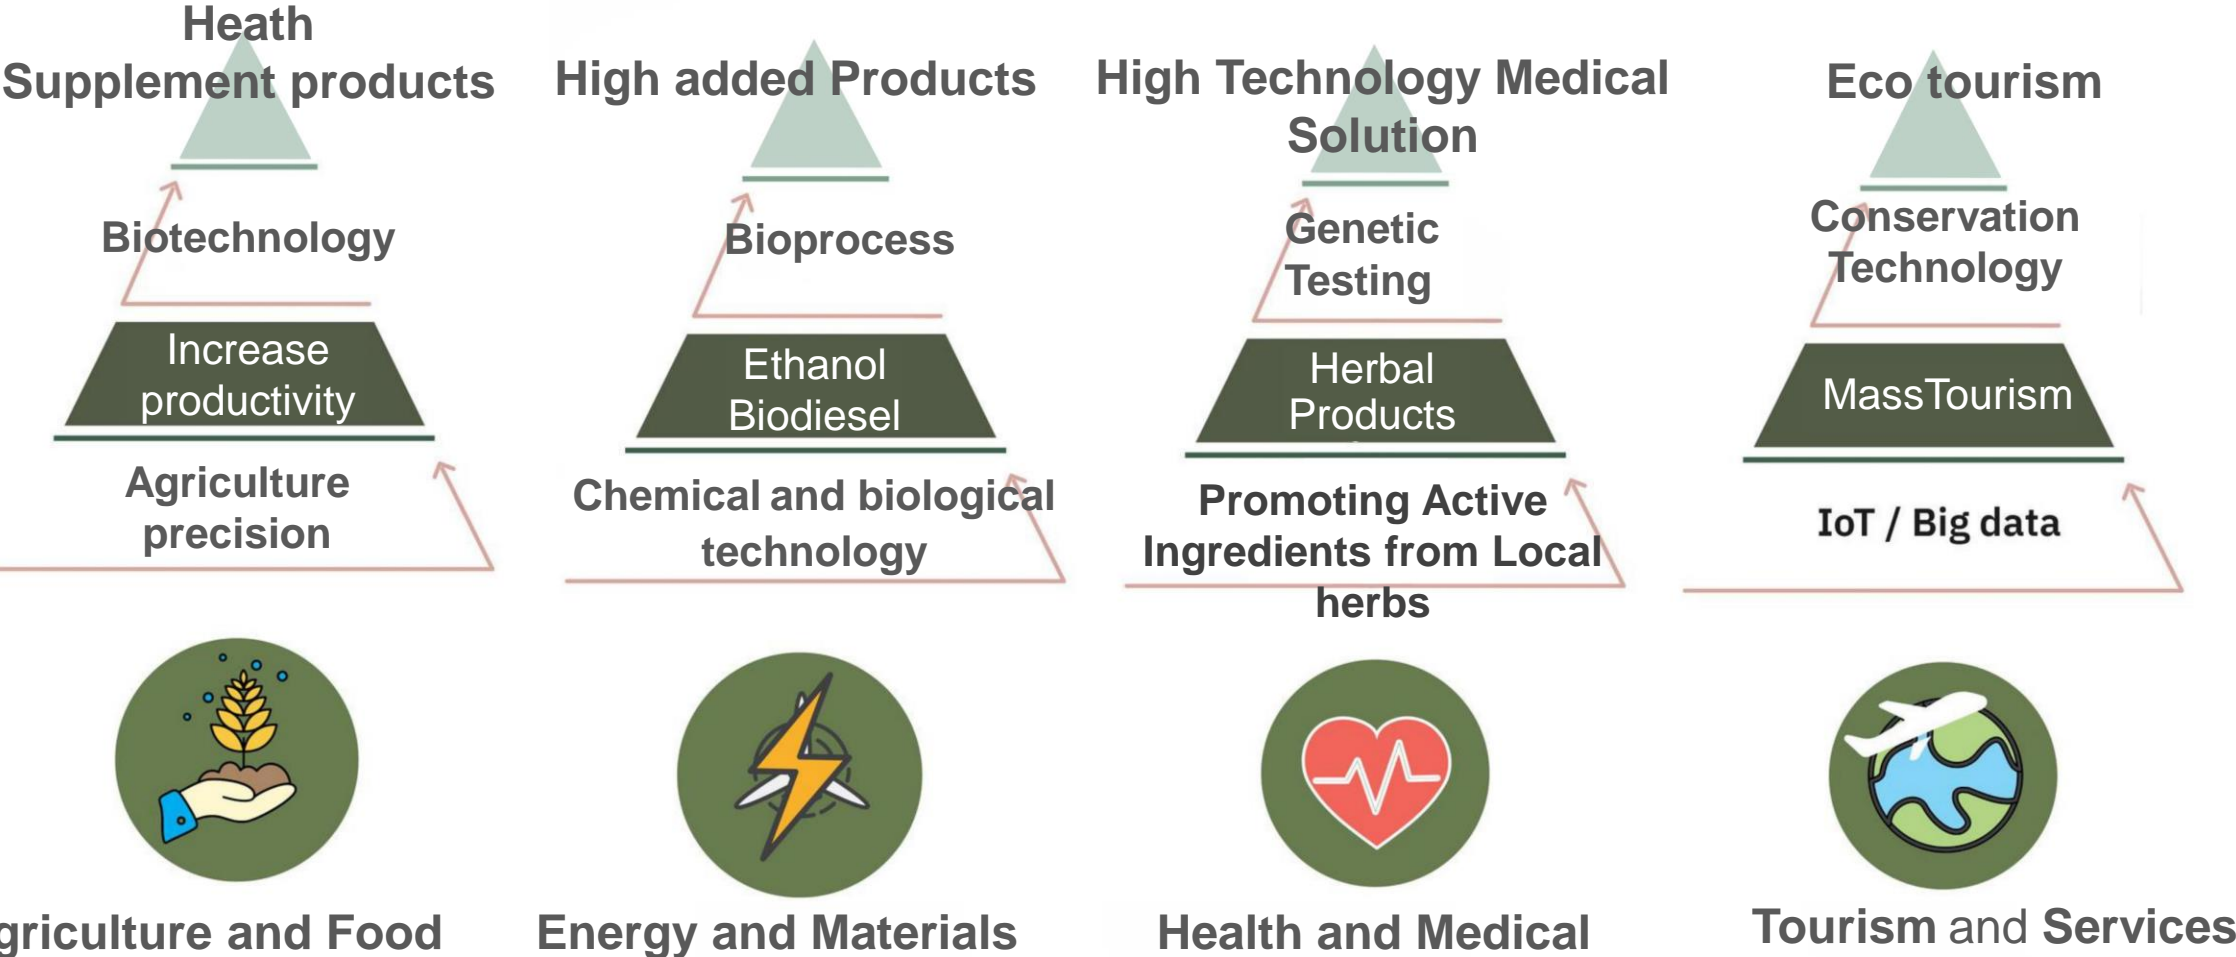 Heath
Supplement products
Biotechnology
Increase
productivity
Agriculture
precision
griculture and Food
High added Products
Bioprocess
Ethanol
Biodiesel
Chemical and biological
technology
Energy and Materials
High Technology Medical
Solution
Genetic
Testing
Herbal
Products
Promoting Active
Ingredients from Local
herbs
Health and Medical
Eco tourism
Conservation
Technology
MassTourism
IoT / Big data
Tourism and Services